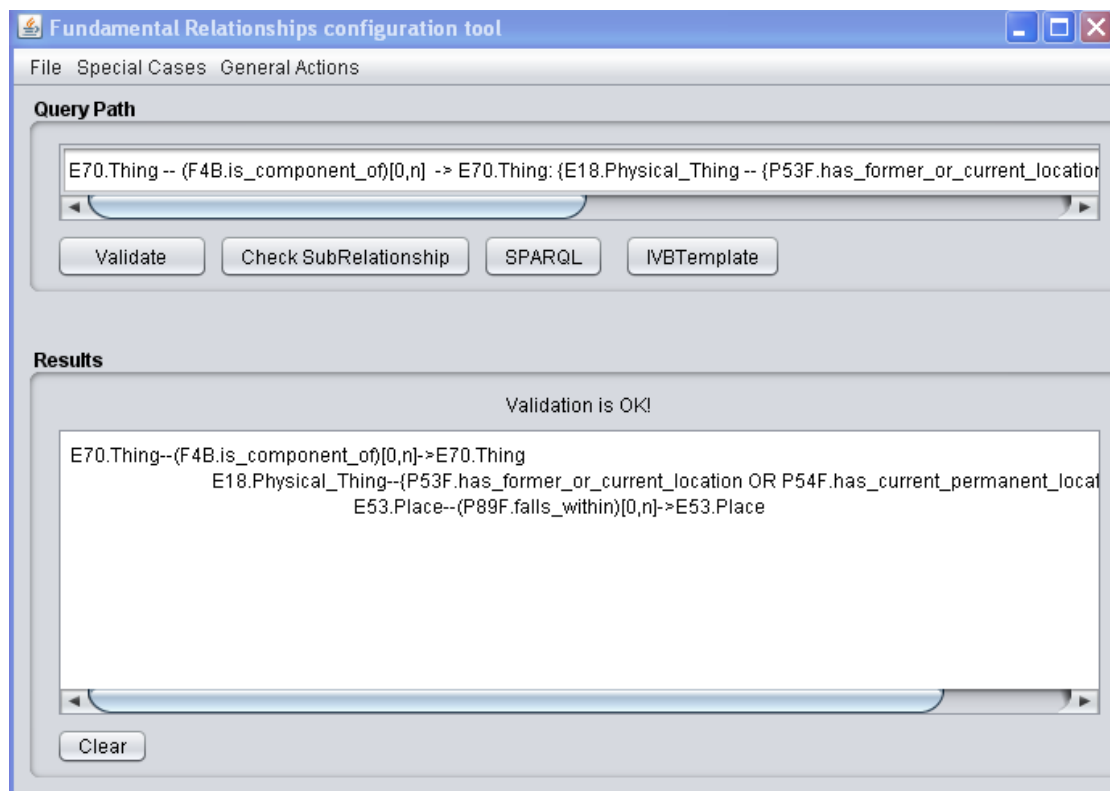 Fundamental Relationships configuration tool
File Special Cases General Actions
Query Path
E70.Thing -- (F4B.is_component_of)[0,n] -> E70.Thing: {E18.Physical_Thing -- {P53F.has_former_or_current_location
Validate Check SubRelationship SPARQL IVBTemplate
Results
Validation is OK!
E70.Thing--(F4B.is_component_of)[0,n]->E70.Thing
E18.Physical_Thing--{P53F.has_former_or_current_location OR P54F.has_current_permanent_locat
E53.Place--(P89F.falls_within)[0,n]->E53.Place
Clear